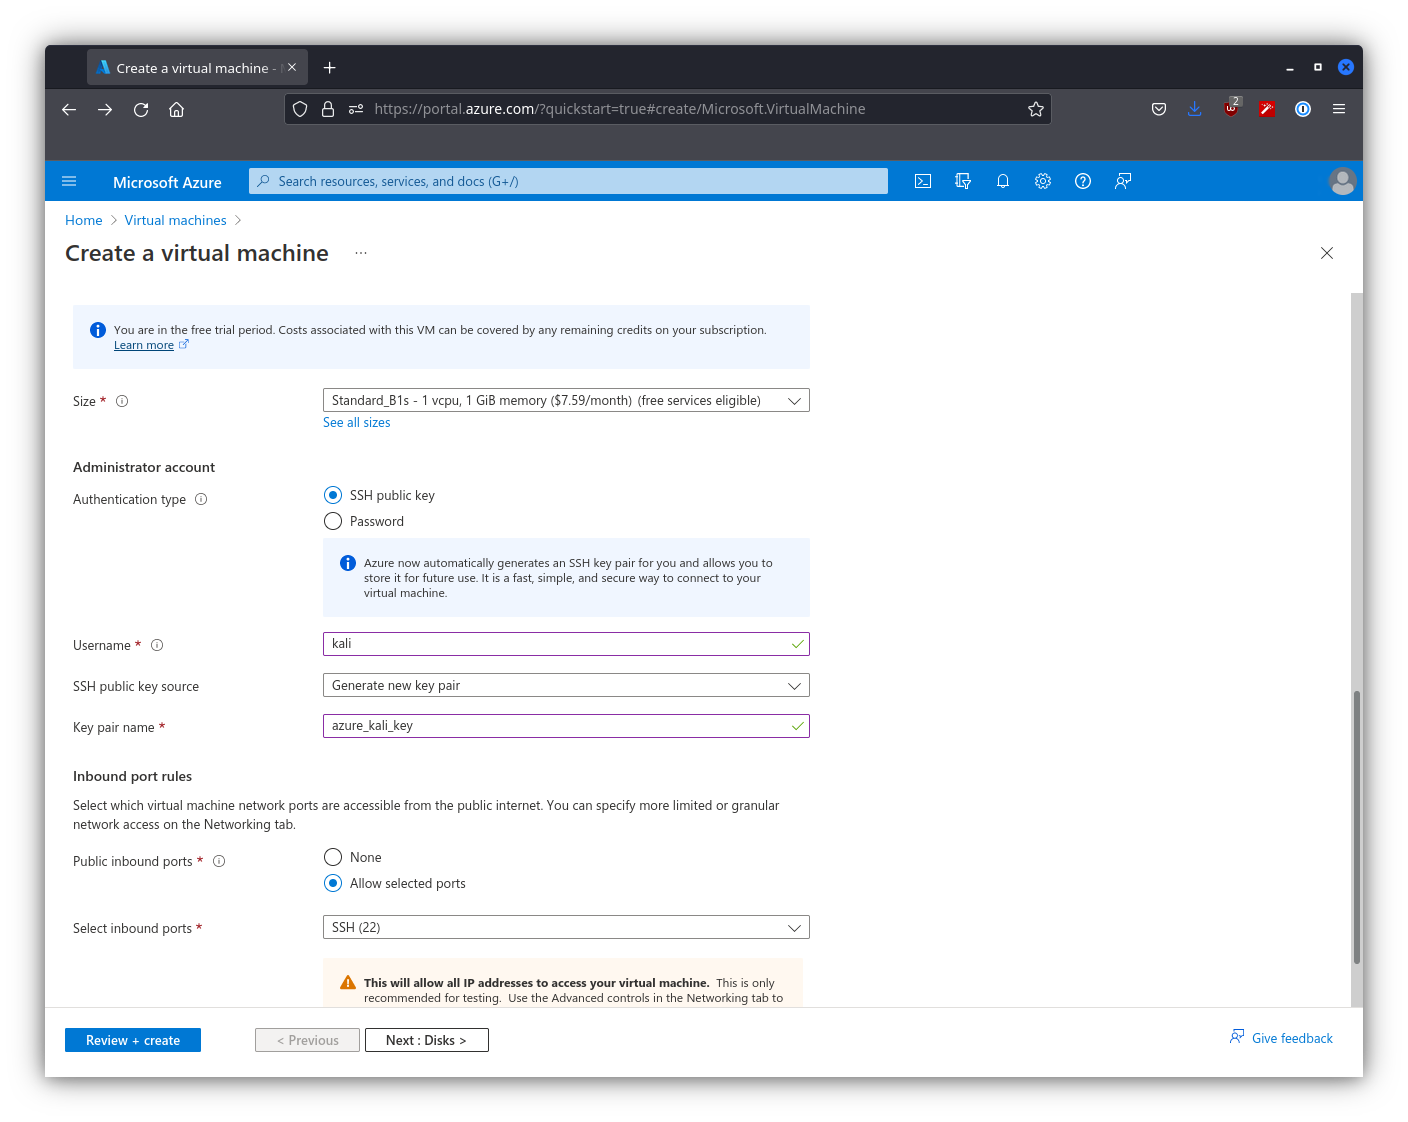 Create a virtual machine -
https://portal.azure.com/?quickstart=true#create/Microsoft.VirtualMachine
2
Microsoft Azure
Search resources, services, and docs (G+/)
Home > Virtual machines >
Create a virtual machine ...
You are in the free trial period. Costs associated with this VM can be covered by any remaining credits on your subscription.
Learn more
Size *
Standard_B1s - 1 vcpu, 1 GiB memory ($7.59/month) (free services eligible)
See all sizes
Administrator account
Authentication type
SSH public key
Password
Azure now automatically generates an SSH key pair for you and allows you to
store it for future use. It is a fast, simple, and secure way to connect to your
virtual machine.
Username *
kali
SSH public key source
Generate new key pair
Key pair name *
azure_kali_key
Inbound port rules
Select which virtual machine network ports are accessible from the public internet. You can specify more limited or granular
network access on the Networking tab.
Public inbound ports *
None
Allow selected ports
Select inbound ports *
SSH (22)
This will allow all IP addresses to access your virtual machine. This is only
recommended for testing. Use the Advanced controls in the Networking tab to
Review + create
< Previous
Next : Disks >
Give feedback